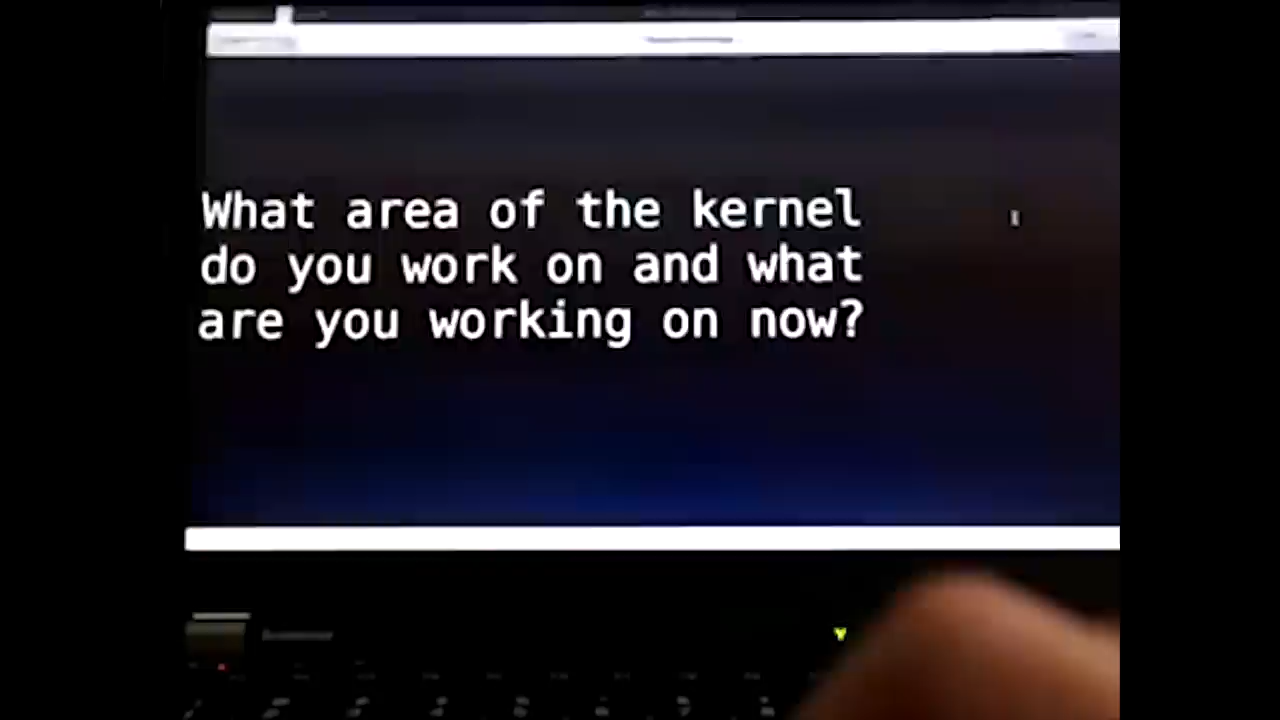 What area of the kernel
do you work on and what
are you working on now?